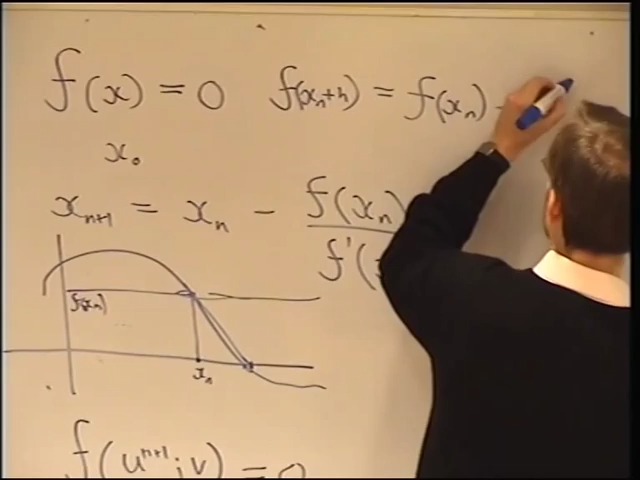 f(x) = 0 f(xₙ+h) = f(xₙ)
x₀
xₙ₊₁ = xₙ - f(xₙ) / f'(
f(xₙ)
xₙ
f(uⁿ⁺¹; v) = 0